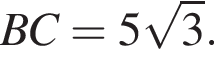 BC = 5√3.